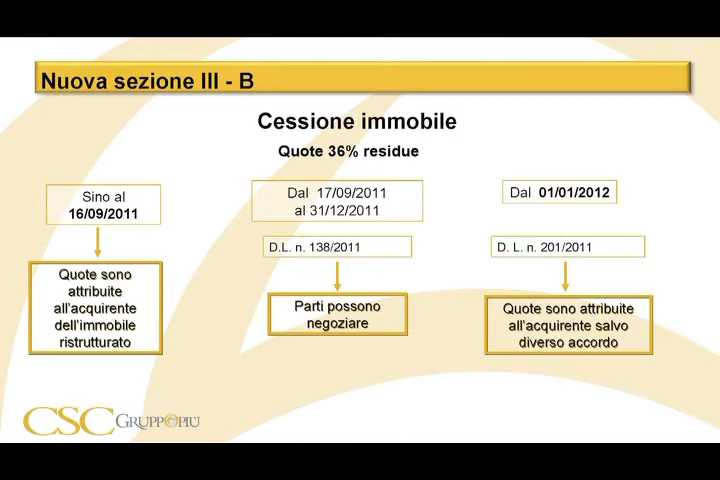 Nuova sezione III - B
Cessione immobile
Quote 36% residue
Sino al
16/09/2011
Quote sono
attribuite
all'acquirente
dell'immobile
ristrutturato
Dal 17/09/2011
al 31/12/2011
D.L. n. 138/2011
Parti possono
negoziare
Dal 01/01/2012
D. L. n. 201/2011
Quote sono attribuite
all'acquirente salvo
diverso accordo
CSC GRUPPOPIU